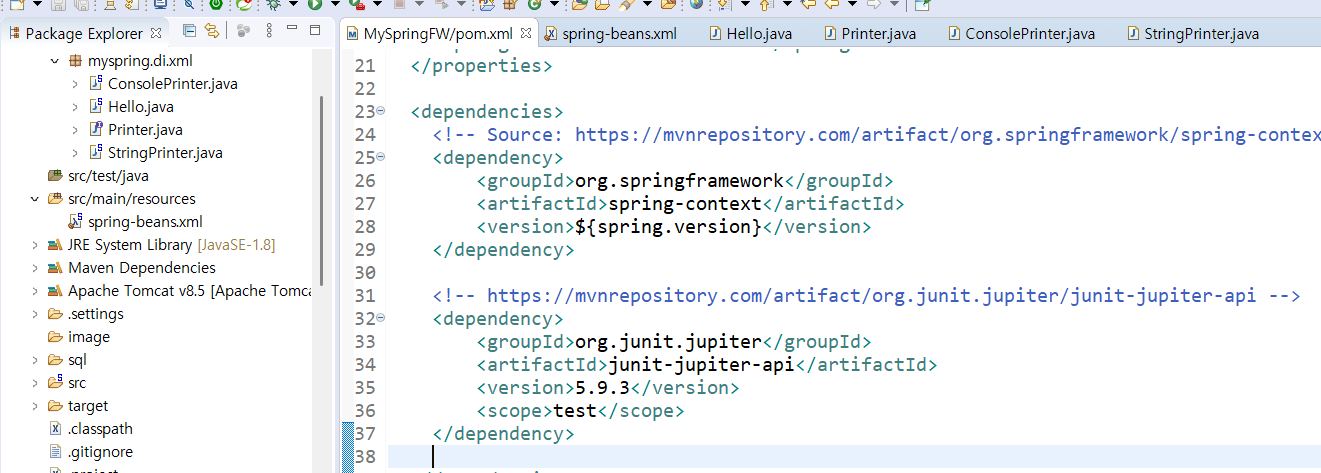 Package Explorer
myspring.di.xml
ConsolePrinter.java
Hello.java
Printer.java
StringPrinter.java
src/test/java
src/main/resources
spring-beans.xml
JRE System Library [JavaSE-1.8]
Maven Dependencies
Apache Tomcat v8.5 [Apache Tomca
.settings
image
sql
src
target
.classpath
.gitignore
MySpringFW/pom.xml
spring-beans.xml
Hello.java
Printer.java
ConsolePrinter.java
StringPrinter.java
21 </properties>
22
23 <dependencies>
24 <!-- Source: https://mvnrepository.com/artifact/org.springframework/spring-contex
25 <dependency>
26 <groupId>org.springframework</groupId>
27 <artifactId>spring-context</artifactId>
28 <version>${spring.version}</version>
29 </dependency>
30
31 <!-- https://mvnrepository.com/artifact/org.junit.jupiter/junit-jupiter-api -->
32 <dependency>
33 <groupId>org.junit.jupiter</groupId>
34 <artifactId>junit-jupiter-api</artifactId>
35 <version>5.9.3</version>
36 <scope>test</scope>
37 </dependency>
38